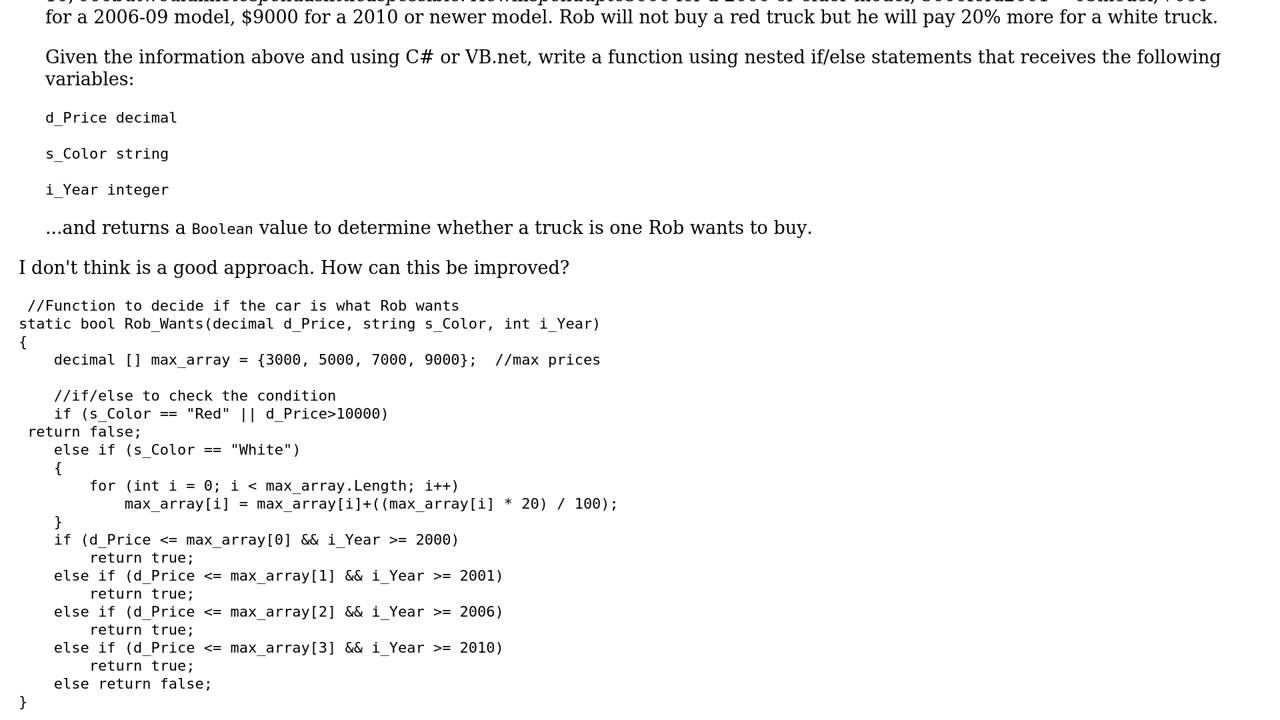 for a 2006-09 model, $9000 for a 2010 or newer model. Rob will not buy a red truck but he will pay 20% more for a white truck.
Given the information above and using C# or VB.net, write a function using nested if/else statements that receives the following
variables:
d_Price decimal
s_Color string
i_Year integer
...and returns a Boolean value to determine whether a truck is one Rob wants to buy.
I don't think is a good approach. How can this be improved?
//Function to decide if the car is what Rob wants
static bool Rob_Wants(decimal d_Price, string s_Color, int i_Year)
{
decimal [] max_array = {3000, 5000, 7000, 9000};  //max prices
//if/else to check the condition
if (s_Color == "Red" || d_Price>10000)
return false;
else if (s_Color == "White")
{
for (int i = 0; i < max_array.Length; i++)
max_array[i] = max_array[i]+((max_array[i] * 20) / 100);
}
if (d_Price <= max_array[0] && i_Year >= 2000)
return true;
else if (d_Price <= max_array[1] && i_Year >= 2001)
return true;
else if (d_Price <= max_array[2] && i_Year >= 2006)
return true;
else if (d_Price <= max_array[3] && i_Year >= 2010)
return true;
else return false;
}